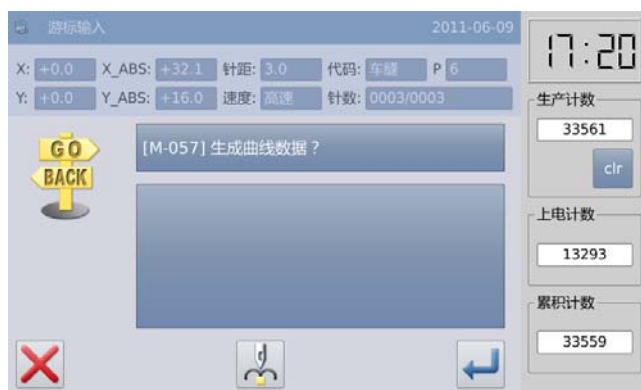 游标输入 2011-06-09
17:20
X: +0.0 X_ABS: +32.1 针距: 3.0 代码: 车缝 P 6
Y: +0.0 Y_ABS: +16.0 速度: 高速 针数: 0003/0003
GO
BACK
[M-057] 生成曲线数据？
生产计数
33561
clr
上电计数
13293
累积计数
33559